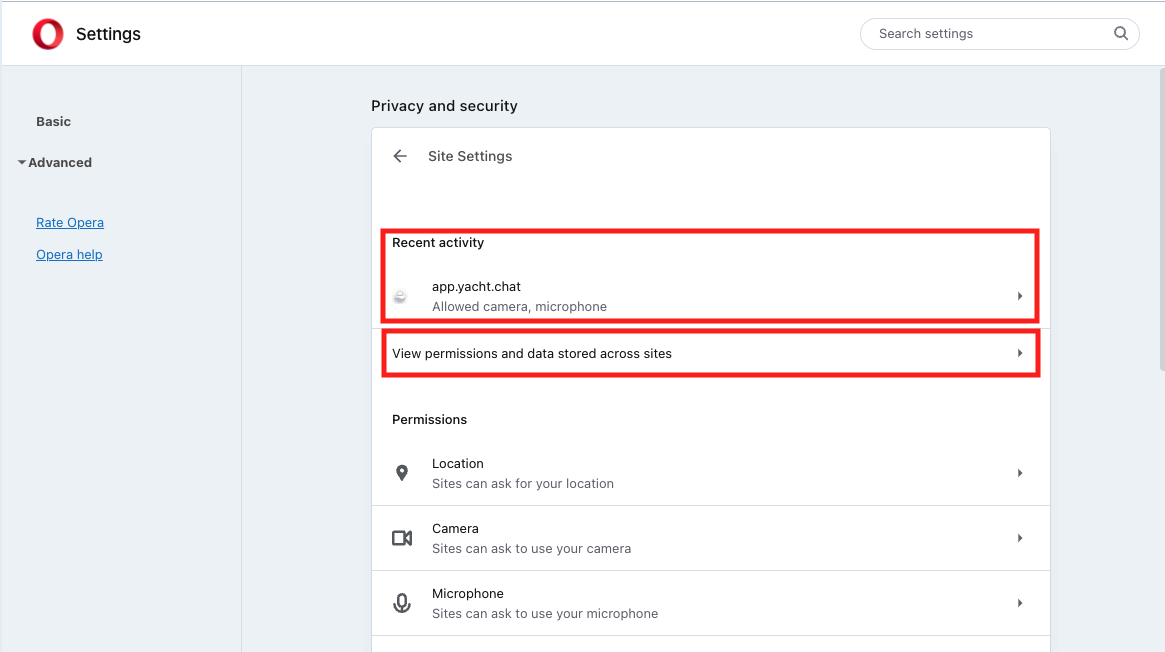 Settings
Search settings
Basic
Advanced
Rate Opera
Opera help
Privacy and security
Site Settings
Recent activity
app.yacht.chat
Allowed camera, microphone
View permissions and data stored across sites
Permissions
Location
Sites can ask for your location
Camera
Sites can ask to use your camera
Microphone
Sites can ask to use your microphone